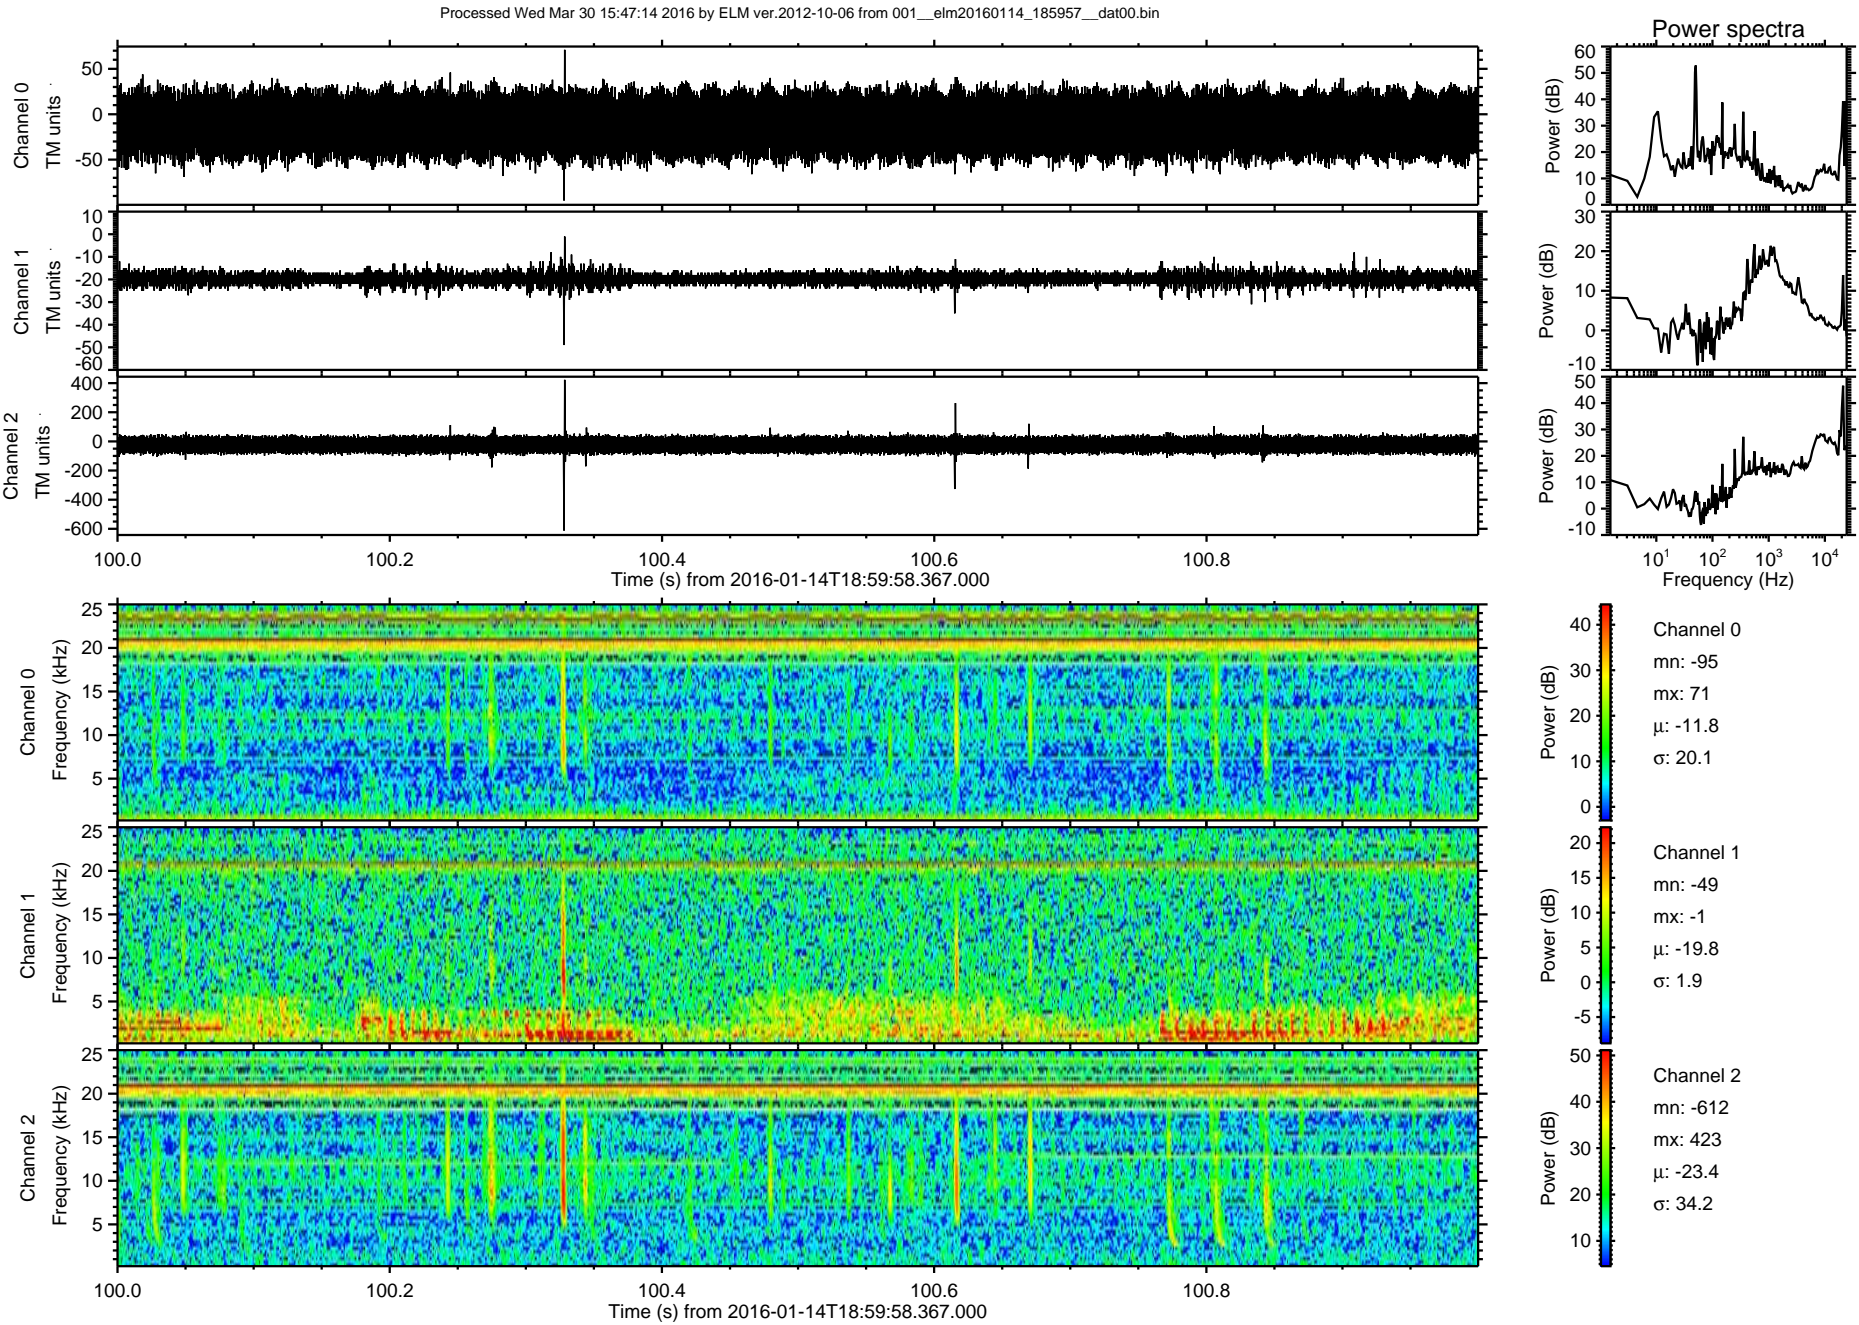 Processed Wed Mar 30 15:47:14 2016 by ELM ver.2012-10-06 from 001__elm20160114_185957__dat00.bin
Power spectra
Channel 0
TM units
50
0
-50
Power (dB)
60
50
40
30
20
10
0
Channel 1
TM units
10
0
-10
-20
-30
-40
-50
-60
Power (dB)
30
20
10
0
-10
Channel 2
TM units
400
200
0
-200
-400
-600
Power (dB)
50
40
30
20
10
0
-10
100.0 100.2 100.4 100.6 100.8
Time (s) from 2016-01-14T18:59:58.367.000
10^1 10^2 10^3 10^4
Frequency (Hz)
Channel 0
Frequency (kHz)
25
20
15
10
5
Power (dB)
40
30
20
10
0
Channel 0
mn: -95
mx: 71
μ: -11.8
σ: 20.1
Channel 1
Frequency (kHz)
25
20
15
10
5
Power (dB)
20
15
10
5
0
-5
Channel 1
mn: -49
mx: -1
μ: -19.8
σ: 1.9
Channel 2
Frequency (kHz)
25
20
15
10
5
Power (dB)
50
40
30
20
10
Channel 2
mn: -612
mx: 423
μ: -23.4
σ: 34.2
100.0 100.2 100.4 100.6 100.8
Time (s) from 2016-01-14T18:59:58.367.000